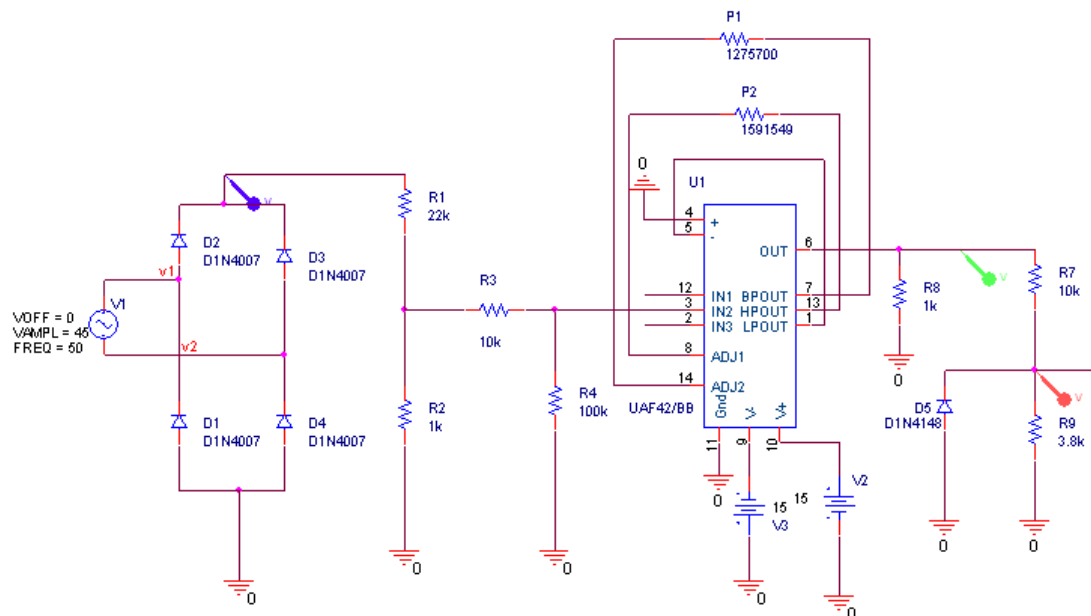 P1
1275700
P2
1591549
0
U1
R1
22k
4
+
5
-
D2
D1N4007
D3
D1N4007
OUT
6
v1
R3
10k
R7
10k
V1
VOFF = 0
VAMPL = 45
FREQ = 50
v2
12
IN1
BPOUT
7
3
IN2
HPOUT
13
2
IN3
LPOUT
1
R8
1k
8
ADJ1
0
14
ADJ2
R2
1k
R4
100k
D1
D1N4007
D4
D1N4007
UAF42/BB
Gnd
V-
V+
11
9
10
D5
D1N4148
R9
3.8k
0
15
V3
15
V2
0
0
0
0
0
0
0
V
V
V